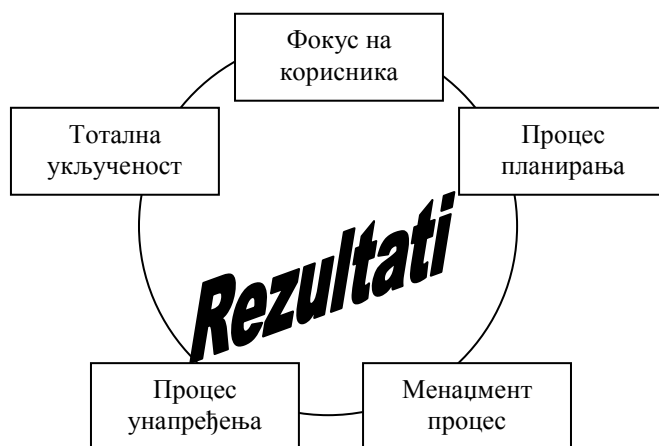 Фокус на
корисника
Тотална
укљученост
Процес
планирања
Rezultati
Процес
унапређења
Менаџмент
процес